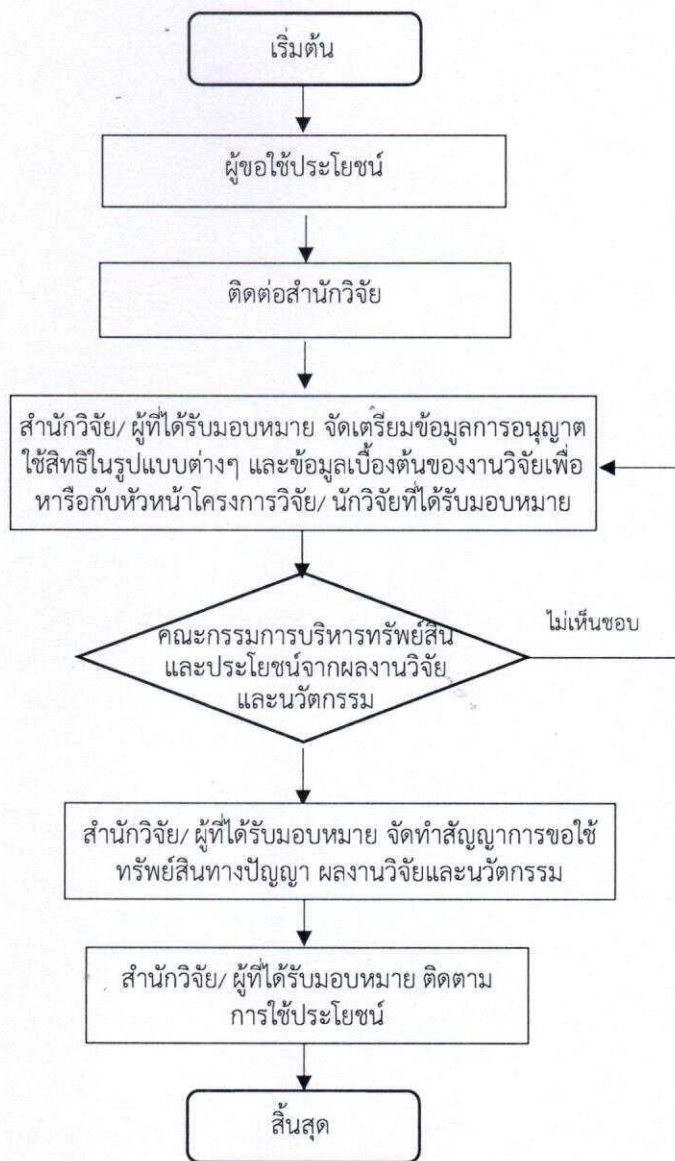 เริ่มต้น
ผู้ขอใช้ประโยชน์
ติดต่อสำนักวิจัย
สำนักวิจัย/ ผู้ที่ได้รับมอบหมาย จัดเตรียมข้อมูลการอนุญาต
ใช้สิทธิในรูปแบบต่างๆ และข้อมูลเบื้องต้นของงานวิจัยเพื่อ
หารือกับหัวหน้าโครงการวิจัย/ นักวิจัยที่ได้รับมอบหมาย
คณะกรรมการบริหารทรัพย์สิน
และประโยชน์จากผลงานวิจัย
และนวัตกรรม
ไม่เห็นชอบ
สำนักวิจัย/ ผู้ที่ได้รับมอบหมาย จัดทำสัญญาการขอใช้
ทรัพย์สินทางปัญญา ผลงานวิจัยและนวัตกรรม
สำนักวิจัย/ ผู้ที่ได้รับมอบหมาย ติดตาม
การใช้ประโยชน์
สิ้นสุด